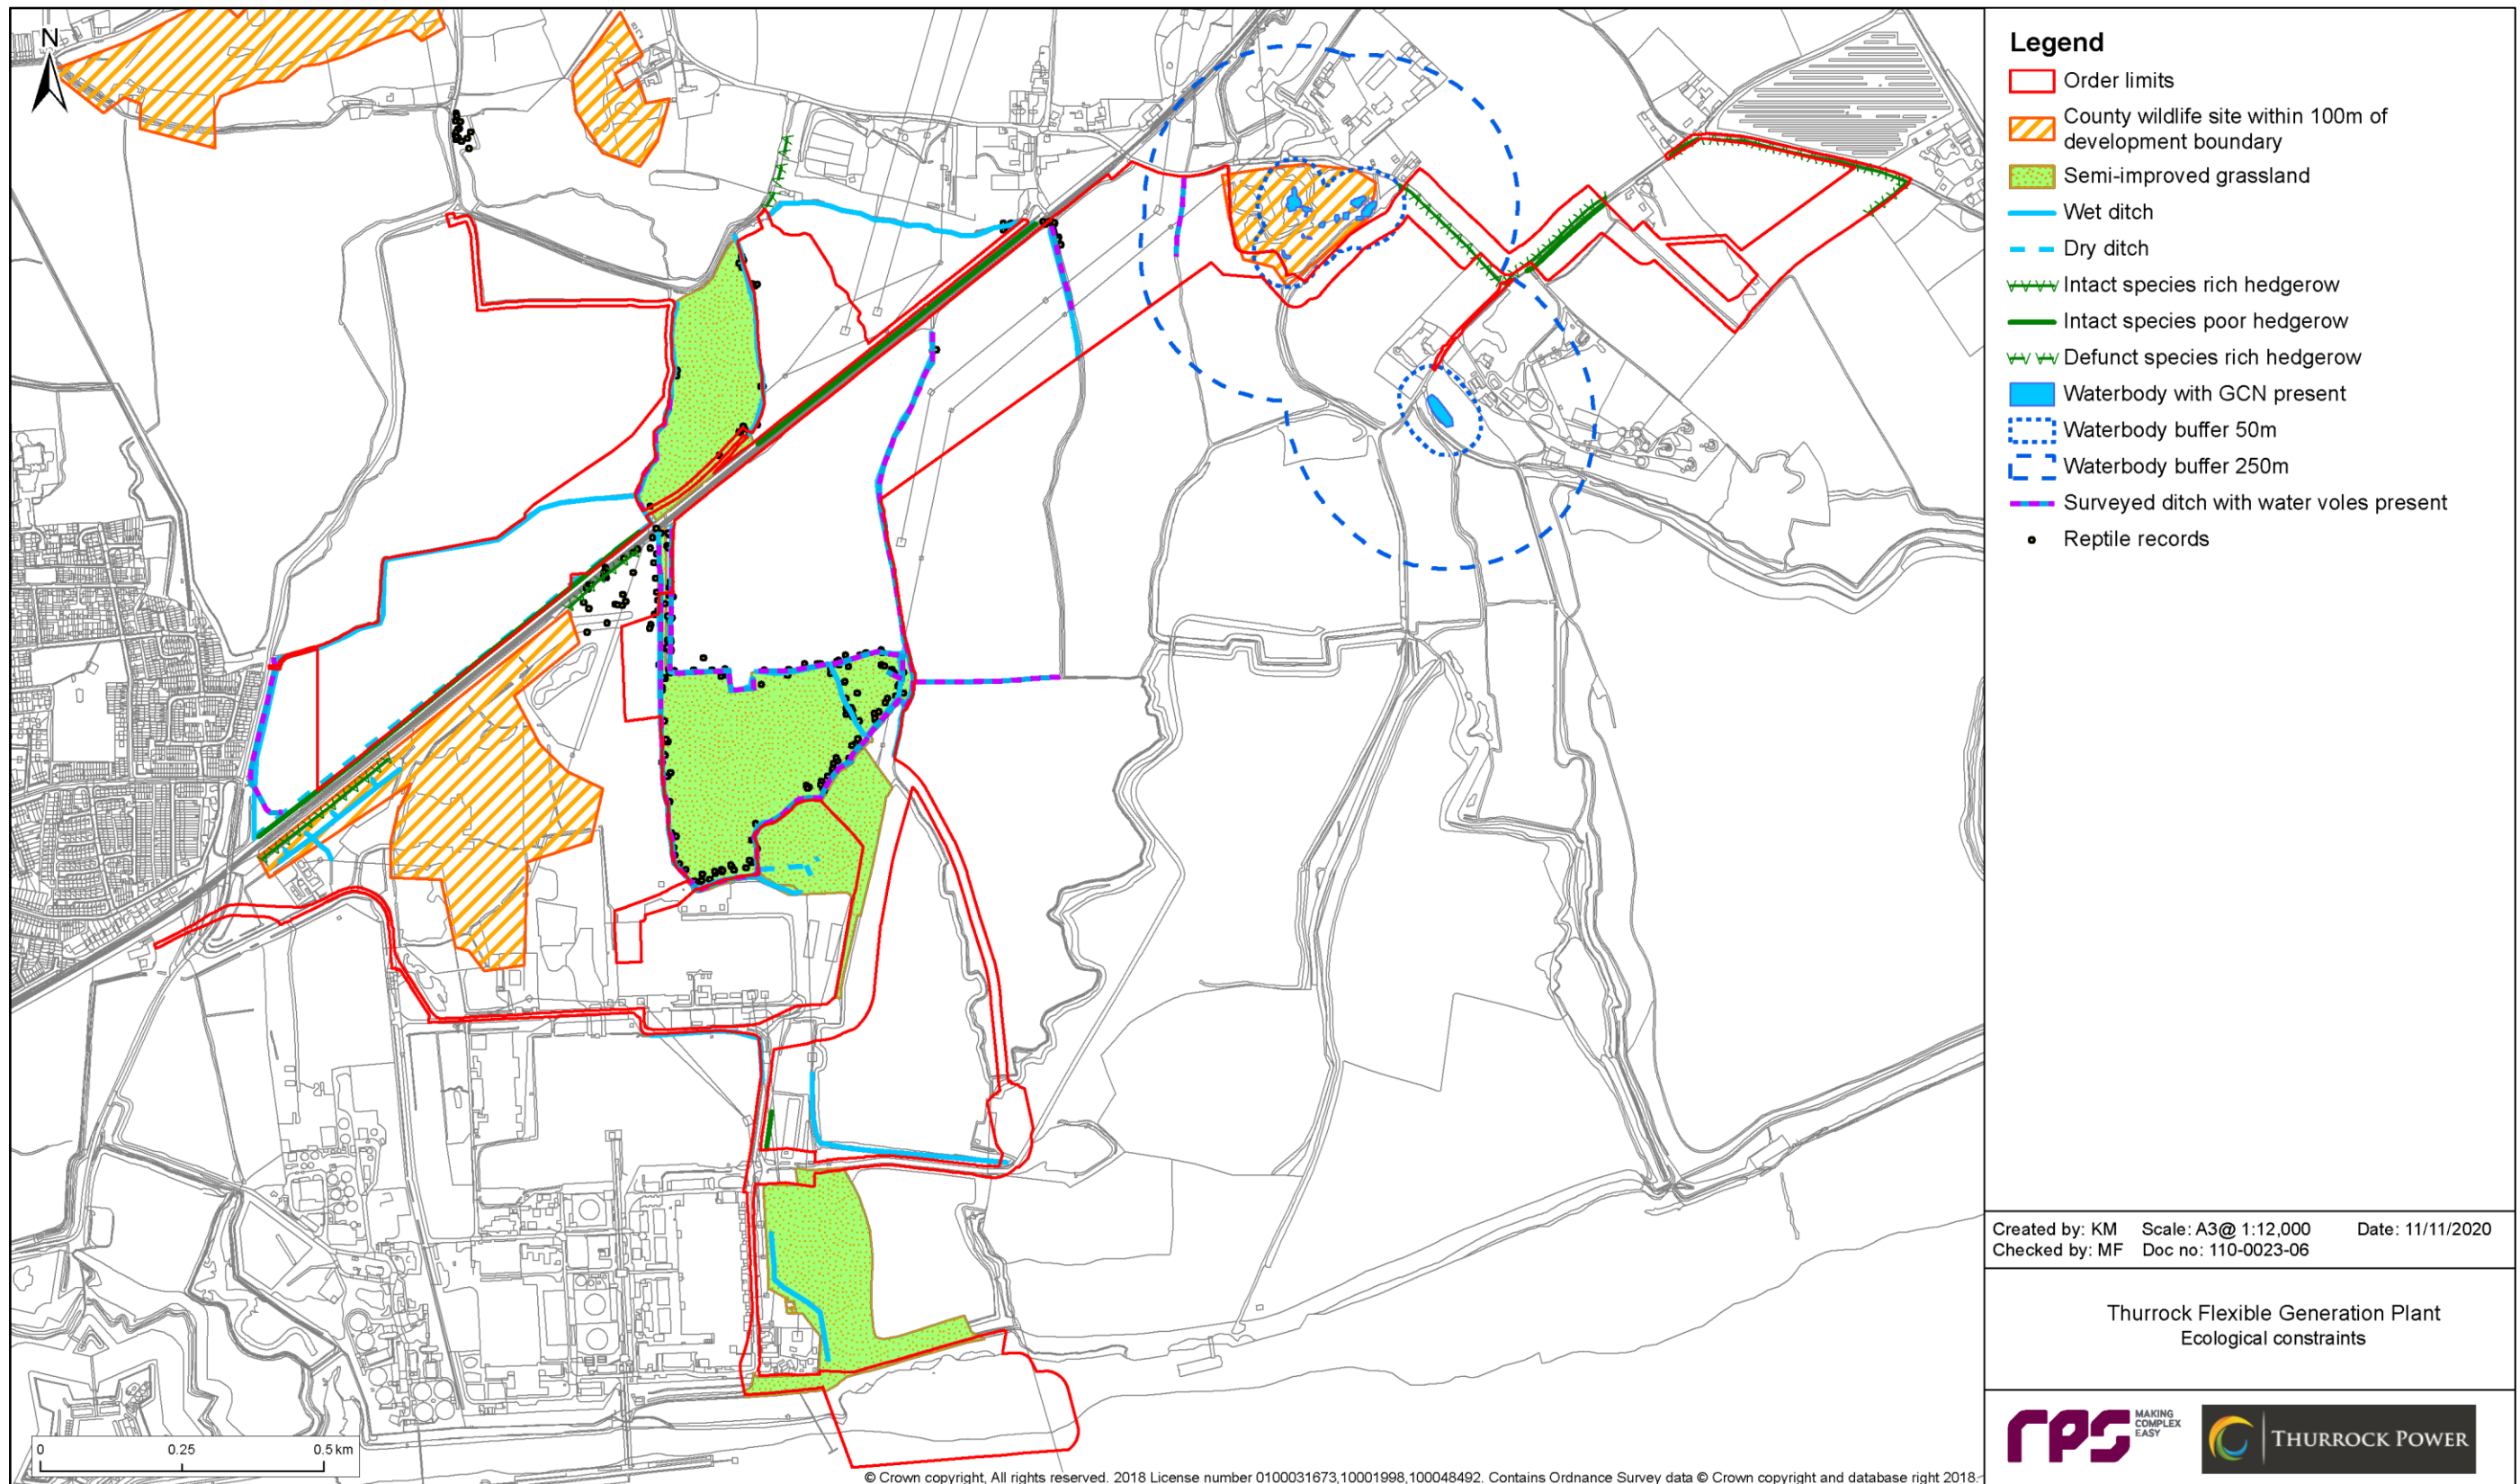 N
Legend
Order limits
County wildlife site within 100m of
development boundary
Semi-improved grassland
Wet ditch
Dry ditch
Intact species rich hedgerow
Intact species poor hedgerow
Defunct species rich hedgerow
Waterbody with GCN present
Waterbody buffer 50m
Waterbody buffer 250m
Surveyed ditch with water voles present
Reptile records
Created by: KM Scale: A3@ 1:12,000 Date: 11/11/2020
Checked by: MF Doc no: 110-0023-06
Thurrock Flexible Generation Plant
Ecological constraints
rps MAKING
COMPLEX
EASY
THURROCK POWER
0 0.25 0.5 km
© Crown copyright, All rights reserved. 2018 License number 0100031673,10001998,100048492. Contains Ordnance Survey data © Crown copyright and database right 2018.